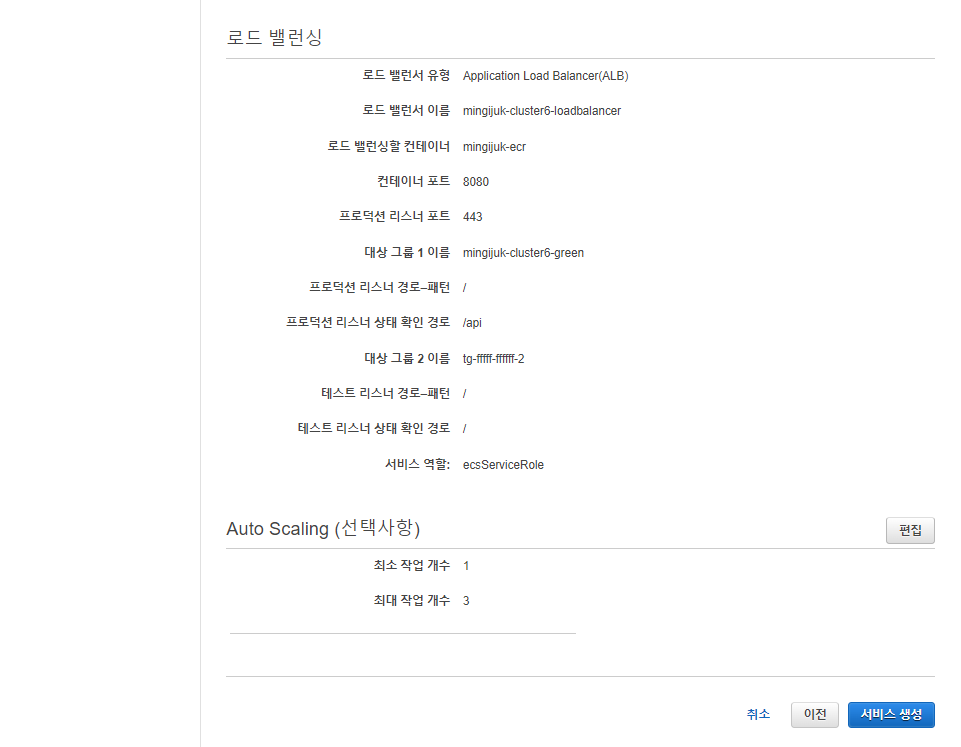 로드 밸런싱
로드 밸런서 유형 Application Load Balancer(ALB)
로드 밸런서 이름 mingijuk-cluster6-loadbalancer
로드 밸런싱할 컨테이너 mingijuk-ecr
컨테이너 포트 8080
프로덕션 리스너 포트 443
대상 그룹 1 이름 mingijuk-cluster6-green
프로덕션 리스너 경로–패턴 /
프로덕션 리스너 상태 확인 경로 /api
대상 그룹 2 이름 tg-fffff-ffffff-2
테스트 리스너 경로–패턴 /
테스트 리스너 상태 확인 경로 /
서비스 역할: ecsServiceRole
Auto Scaling (선택사항) 편집
최소 작업 개수 1
최대 작업 개수 3
취소 이전 서비스 생성